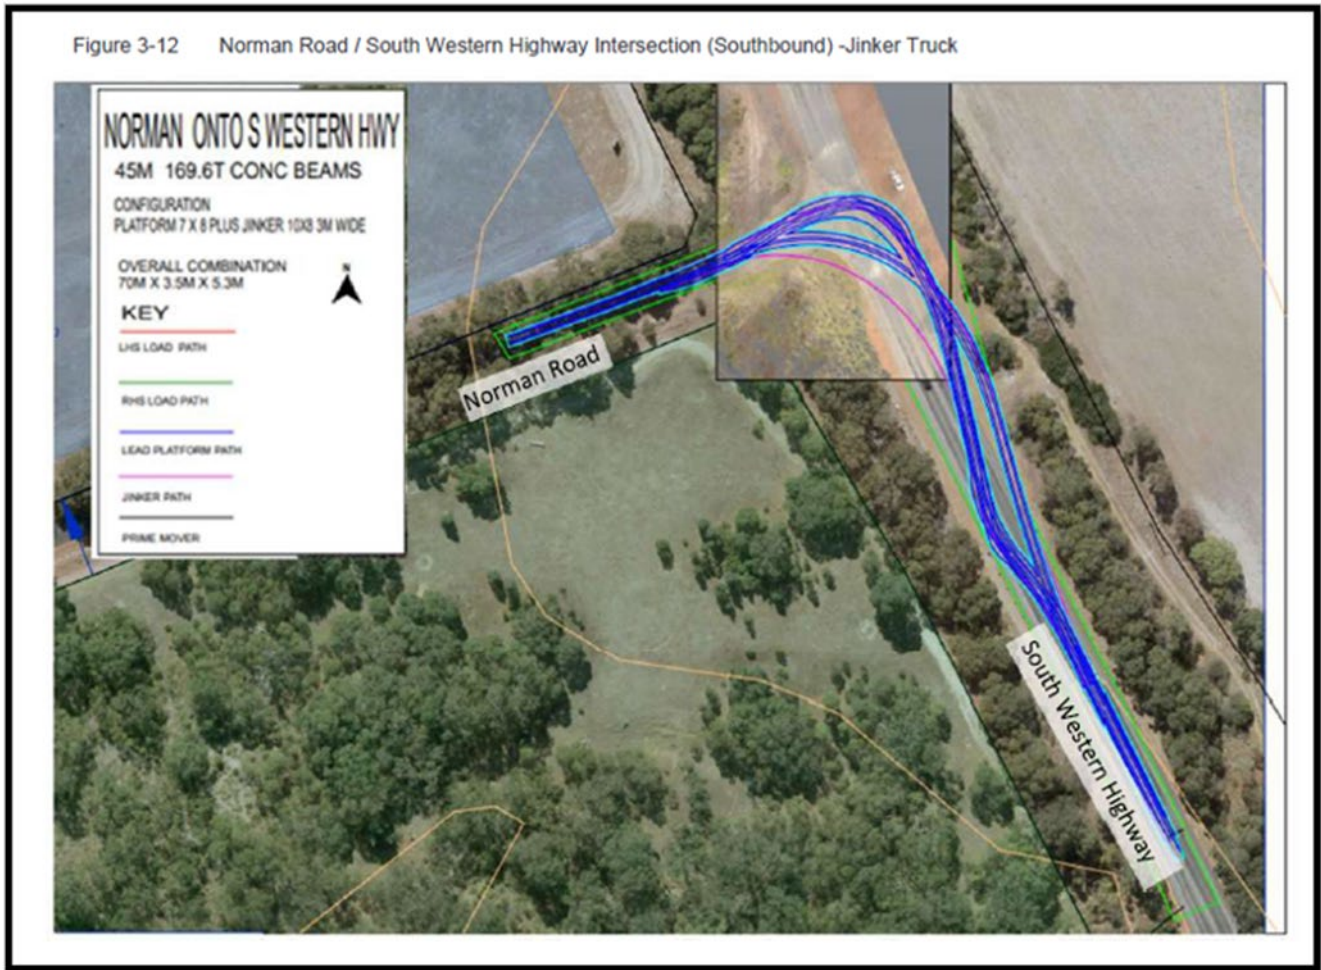 Figure 3-12 Norman Road / South Western Highway Intersection (Southbound) -Jinker Truck
NORMAN ONTO S WESTERN HWY
45M 169.6T CONC BEAMS
CONFIGURATION
PLATFORM 7 X 8 PLUS JINKER 10X8 3M WIDE
OVERALL COMBINATION
70M X 3.5M X 5.3M
N
KEY
LHS LOAD PATH
RHS LOAD PATH
LEAD PLATFORM PATH
JINKER PATH
PRIME MOVER
Norman Road
South Western Highway